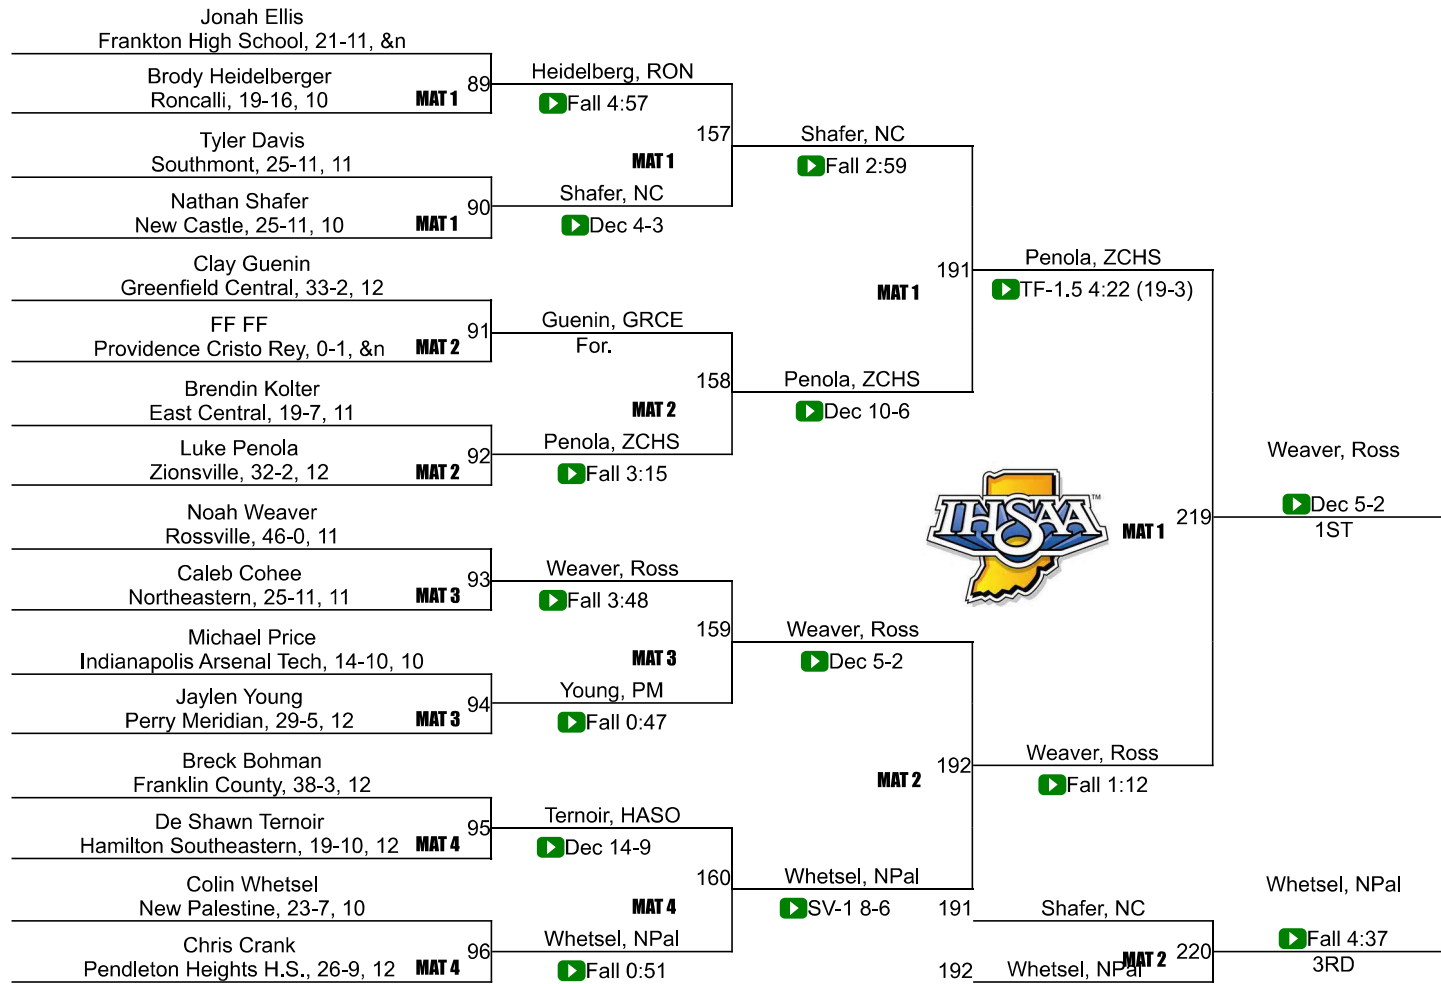 Jonah Ellis
Frankton High School, 21-11, &n
Brody Heidelberger
Roncalli, 19-16, 10
MAT 1
89
Heidelberg, RON
Fall 4:57
Tyler Davis
Southmont, 25-11, 11
Nathan Shafer
New Castle, 25-11, 10
MAT 1
90
Shafer, NC
Dec 4-3
157
MAT 1
Shafer, NC
Fall 2:59
Clay Guenin
Greenfield Central, 33-2, 12
FF FF
Providence Cristo Rey, 0-1, &n
MAT 2
91
Guenin, GRCE
For.
Brendin Kolter
East Central, 19-7, 11
Luke Penola
Zionsville, 32-2, 12
MAT 2
92
Penola, ZCHS
Fall 3:15
158
MAT 2
Penola, ZCHS
Dec 10-6
191
MAT 1
Penola, ZCHS
TF-1.5 4:22 (19-3)
Noah Weaver
Rossville, 46-0, 11
Caleb Cohee
Northeastern, 25-11, 11
MAT 3
93
Weaver, Ross
Fall 3:48
Michael Price
Indianapolis Arsenal Tech, 14-10, 10
Jaylen Young
Perry Meridian, 29-5, 12
MAT 3
94
Young, PM
Fall 0:47
159
MAT 3
Weaver, Ross
Dec 5-2
Breck Bohman
Franklin County, 38-3, 12
De Shawn Ternoir
Hamilton Southeastern, 19-10, 12
MAT 4
95
Ternoir, HASO
Dec 14-9
Colin Whetsel
New Palestine, 23-7, 10
Chris Crank
Pendleton Heights H.S., 26-9, 12
MAT 4
96
Whetsel, NPal
Fall 0:51
160
MAT 4
Whetsel, NPal
SV-1 8-6
192
MAT 2
Weaver, Ross
Fall 1:12
IHSAA™
MAT 1
219
Weaver, Ross
Dec 5-2
1ST
191
Shafer, NC
192
Whetsel, NPal
MAT 2
220
Whetsel, NPal
Fall 4:37
3RD